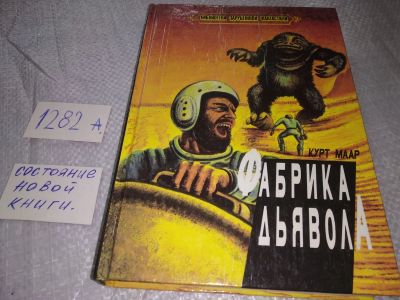 1282 А
СОСТОЯНИЕ
НОВОЙ
КНИГИ.
КУРТ МААР
ФАБРИКА
ДЬЯВОЛА